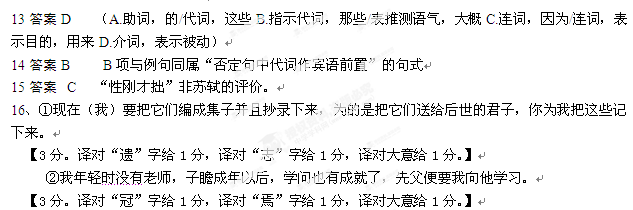 13 答案 D （A.助词，的/代词，这些 B.指示代词，那些/表推测语气，大概 C.连词，因为/连词，表
示目的，用来 D.介词，表示被动）
14 答案 B B 项与例句同属“否定句中代词作宾语前置”的句式
15 答案 C “性刚才拙”非苏轼的评价。
16、①现在（我）要把它们编成集子并且抄录下来，为的是把它们送给后世的君子，你为我把这些记
下来。
【3 分。译对“遗”字给 1 分，译对“志”字给 1 分，译对大意给 1 分。】
②我年轻时没有老师，子瞻成年以后，学问也有成就了，先父便要我向他学习。
【3 分。译对“冠”字给 1 分，译对“焉”字给 1 分，译对大意给 1 分。】